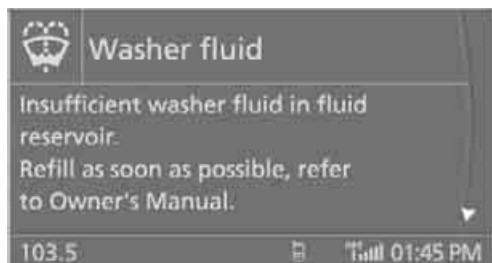 Washer fluid
Insufficient washer fluid in fluid
reservoir.
Refill as soon as possible, refer
to Owner's Manual.
103.5 01:45 PM